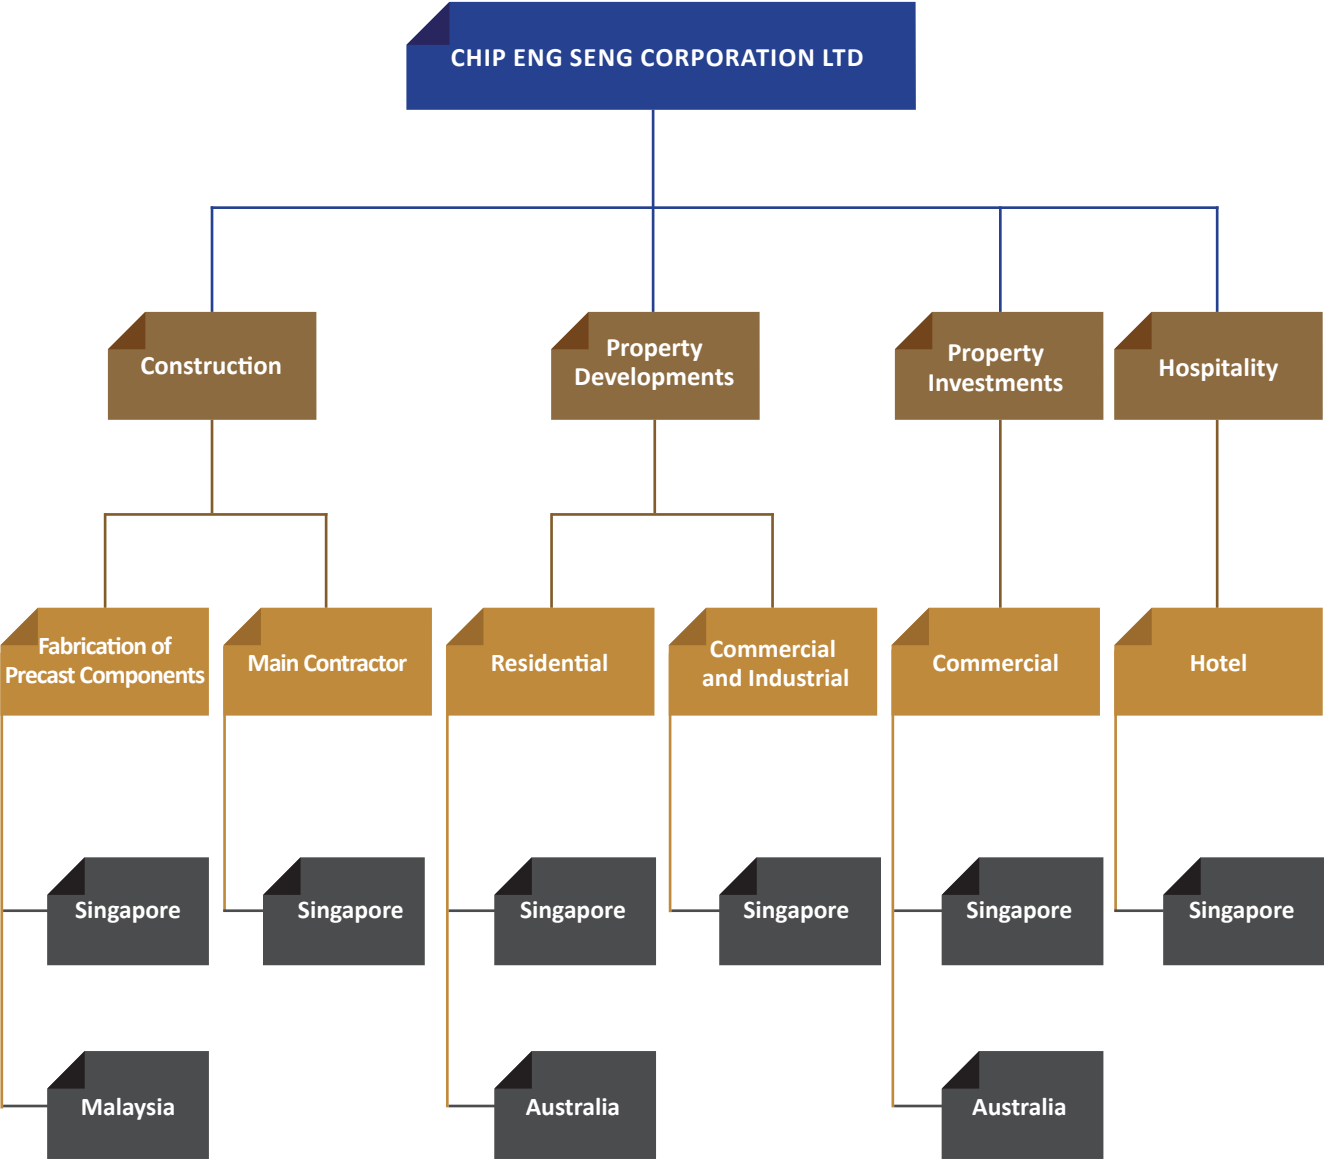 CHIP ENG SENG CORPORATION LTD
Construction
Property
Developments
Property
Investments
Hospitality
Fabrication of
Precast Components
Main Contractor
Residential
Commercial
and Industrial
Commercial
Hotel
Singapore
Singapore
Singapore
Singapore
Singapore
Singapore
Malaysia
Australia
Australia